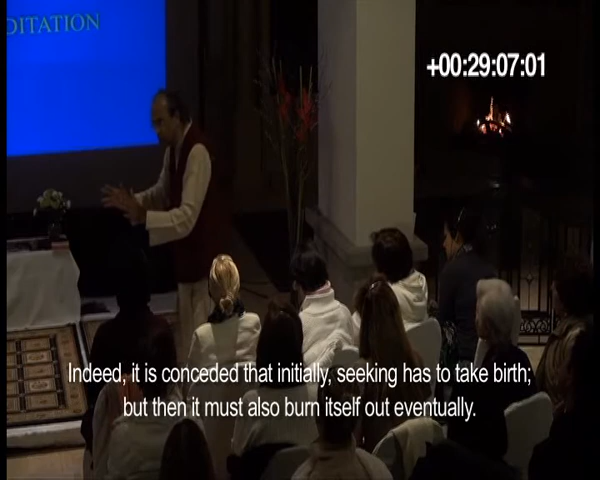 DITATION
+00:29:07:01
Indeed, it is conceded that initially, seeking has to take birth;
but then it must also burn itself out eventually.